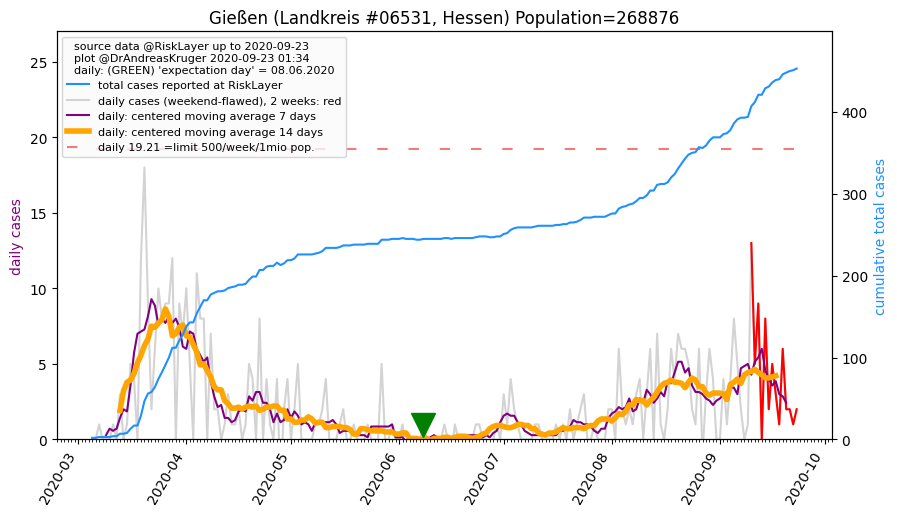 Gießen (Landkreis #06531, Hessen) Population=268876
source data @RiskLayer up to 2020-09-23
plot @DrAndreasKruger 2020-09-23 01:34
daily: (GREEN) 'expectation day' = 08.06.2020
total cases reported at RiskLayer
daily cases (weekend-flawed), 2 weeks: red
daily: centered moving average 7 days
daily: centered moving average 14 days
daily 19.21 =limit 500/week/1mio pop.
daily cases
25
20
15
10
5
0
cumulative total cases
400
300
200
100
0
2020-03
2020-04
2020-05
2020-06
2020-07
2020-08
2020-09
2020-10